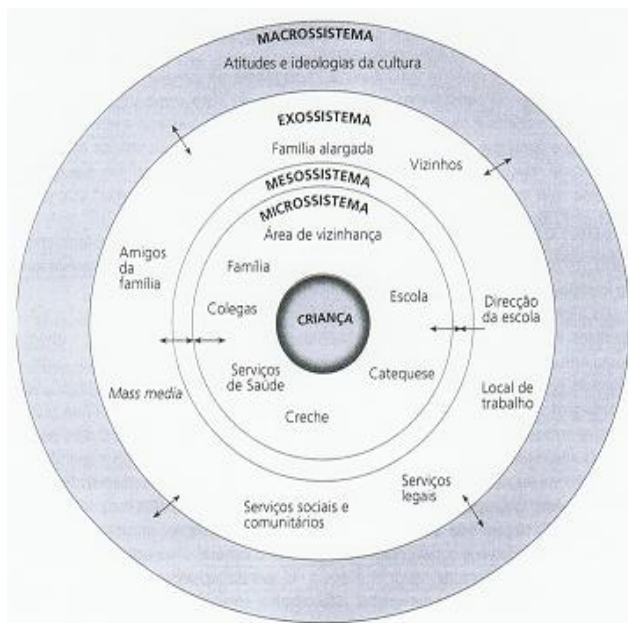 MACROSSISTEMA
Atitudes e ideologias da cultura
EXOSSISTEMA
Família alargada
Vizinhos
MESOSSISTEMA
MICROSSISTEMA
Área de vizinhança
Amigos
da
família
Família
Colegas
CRIANÇA
Escola
Direcção
da escola
Serviços
de Saúde
Catequese
Mass media
Local de
trabalho
Creche
Serviços
legais
Serviços sociais e
comunitários